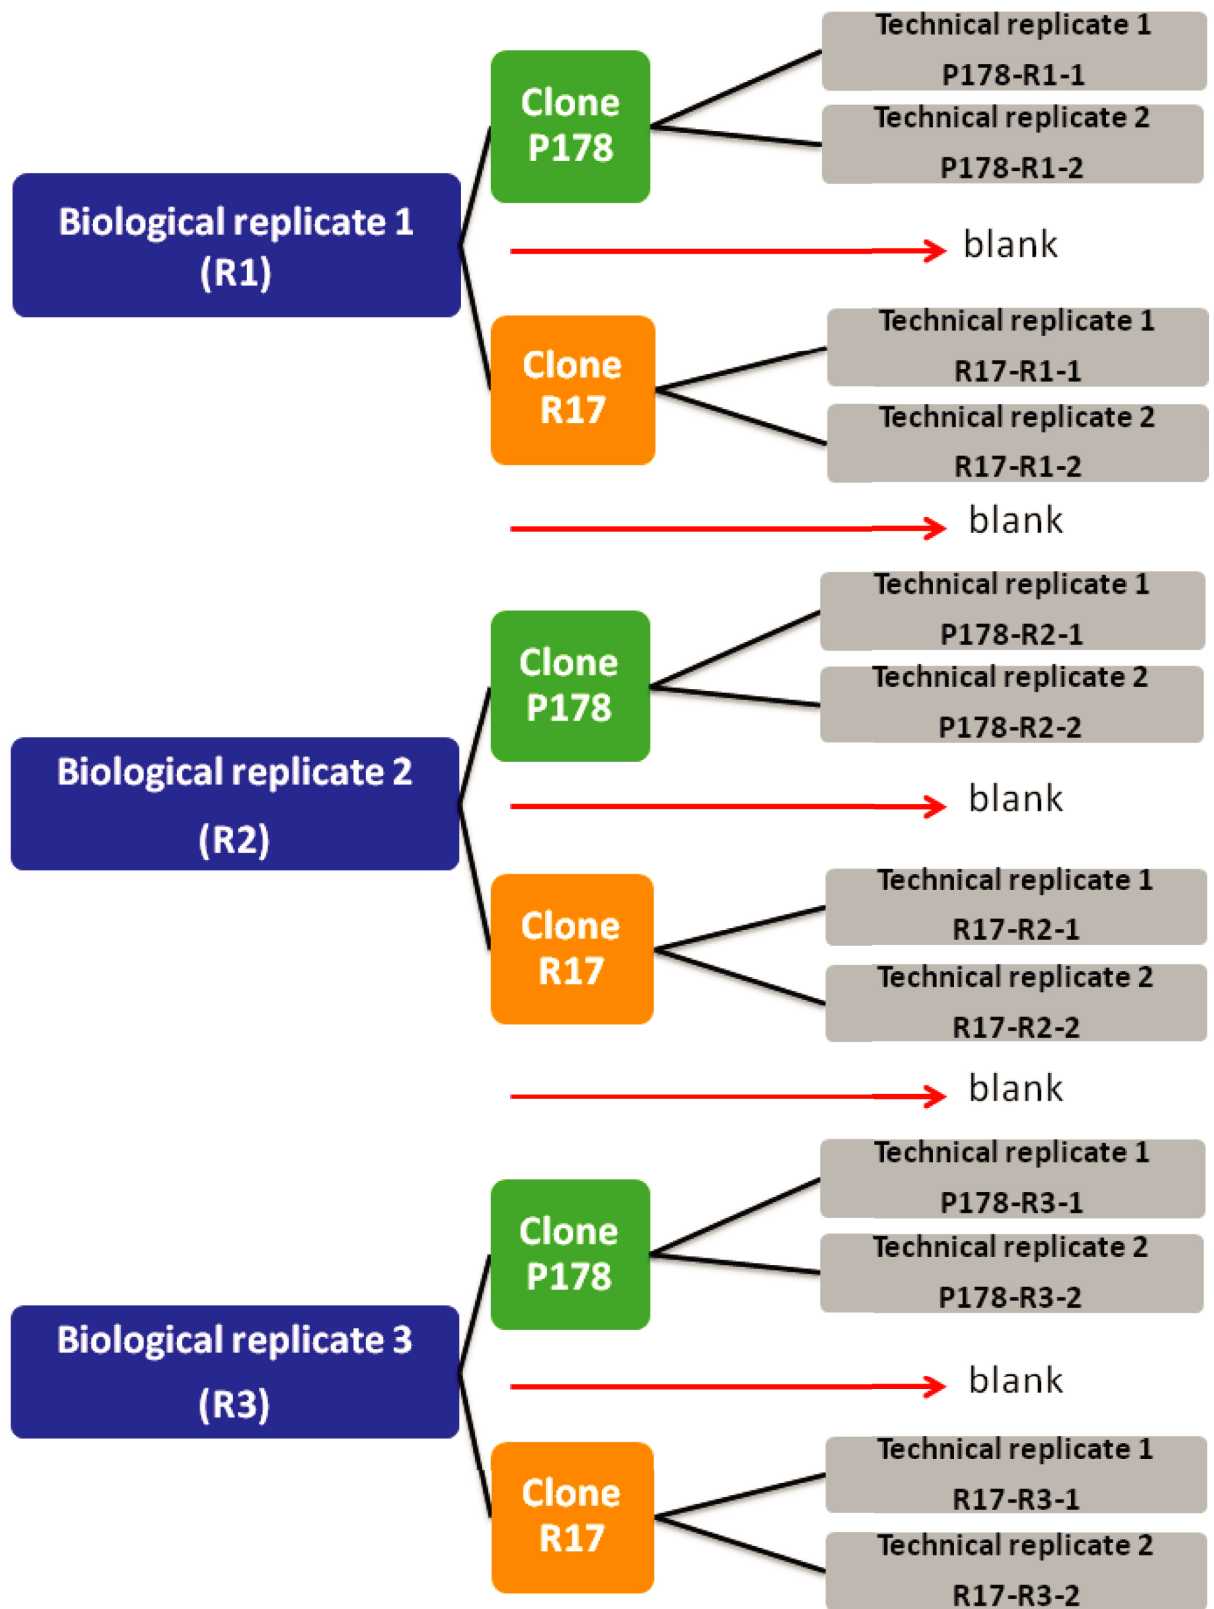 Technical replicate 1
P178-R1-1
Clone
P178
Technical replicate 2
P178-R1-2
Biological replicate 1
(R1)
blank
Technical replicate 1
R17-R1-1
Clone
R17
Technical replicate 2
R17-R1-2
blank
Technical replicate 1
P178-R2-1
Clone
P178
Technical replicate 2
P178-R2-2
Biological replicate 2
(R2)
blank
Technical replicate 1
R17-R2-1
Clone
R17
Technical replicate 2
R17-R2-2
blank
Technical replicate 1
P178-R3-1
Clone
P178
Technical replicate 2
P178-R3-2
Biological replicate 3
(R3)
blank
Technical replicate 1
R17-R3-1
Clone
R17
Technical replicate 2
R17-R3-2